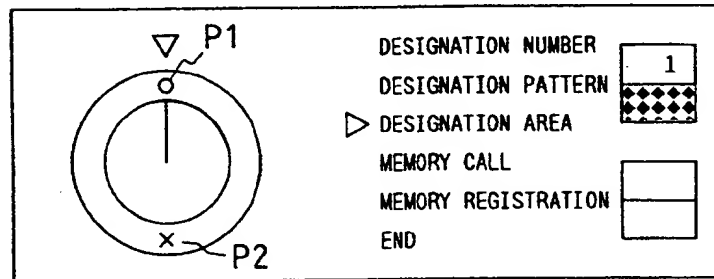 P1
P2
DESIGNATION NUMBER 1
DESIGNATION PATTERN
DESIGNATION AREA
MEMORY CALL
MEMORY REGISTRATION
END